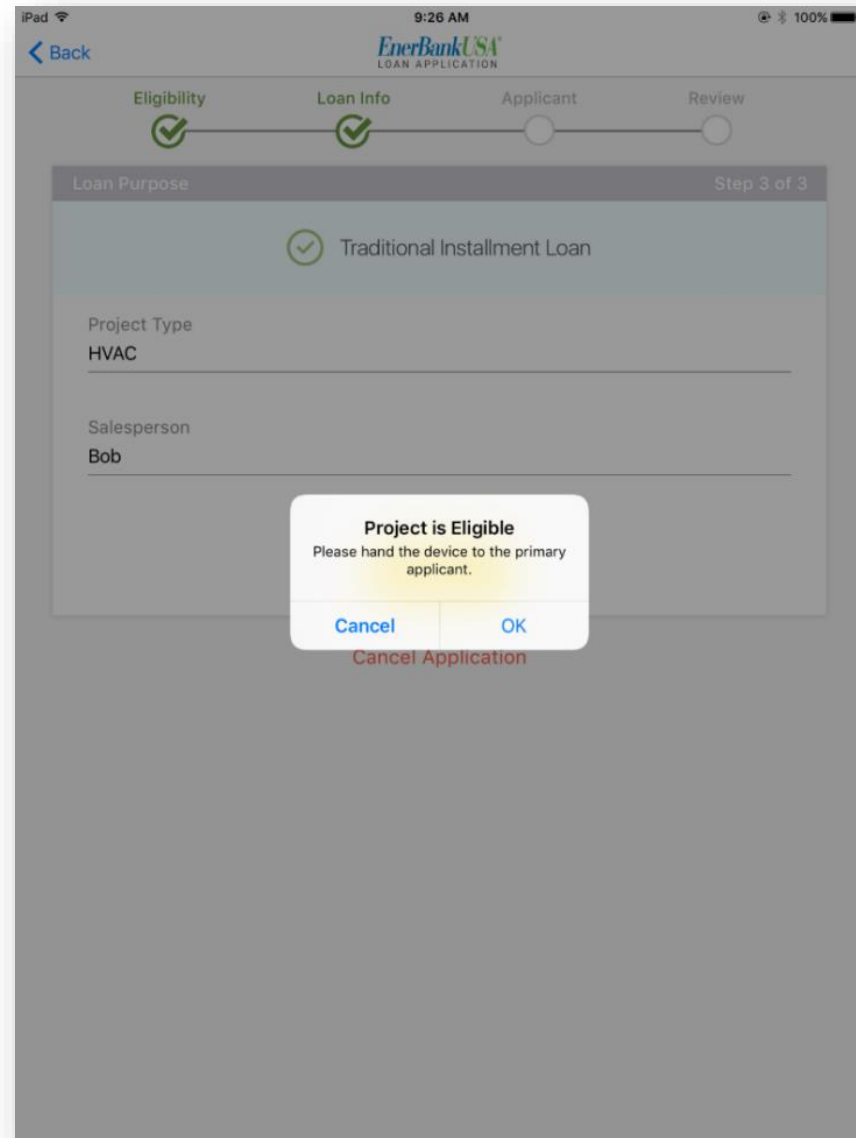 iPad 9:26 AM 100%
Back EnerBankUSA®
LOAN APPLICATION
Eligibility Loan Info Applicant Review
Loan Purpose Step 3 of 3
Traditional Installment Loan
Project Type
HVAC
Salesperson
Bob
Project is Eligible
Please hand the device to the primary
applicant.
Cancel OK
Cancel Application